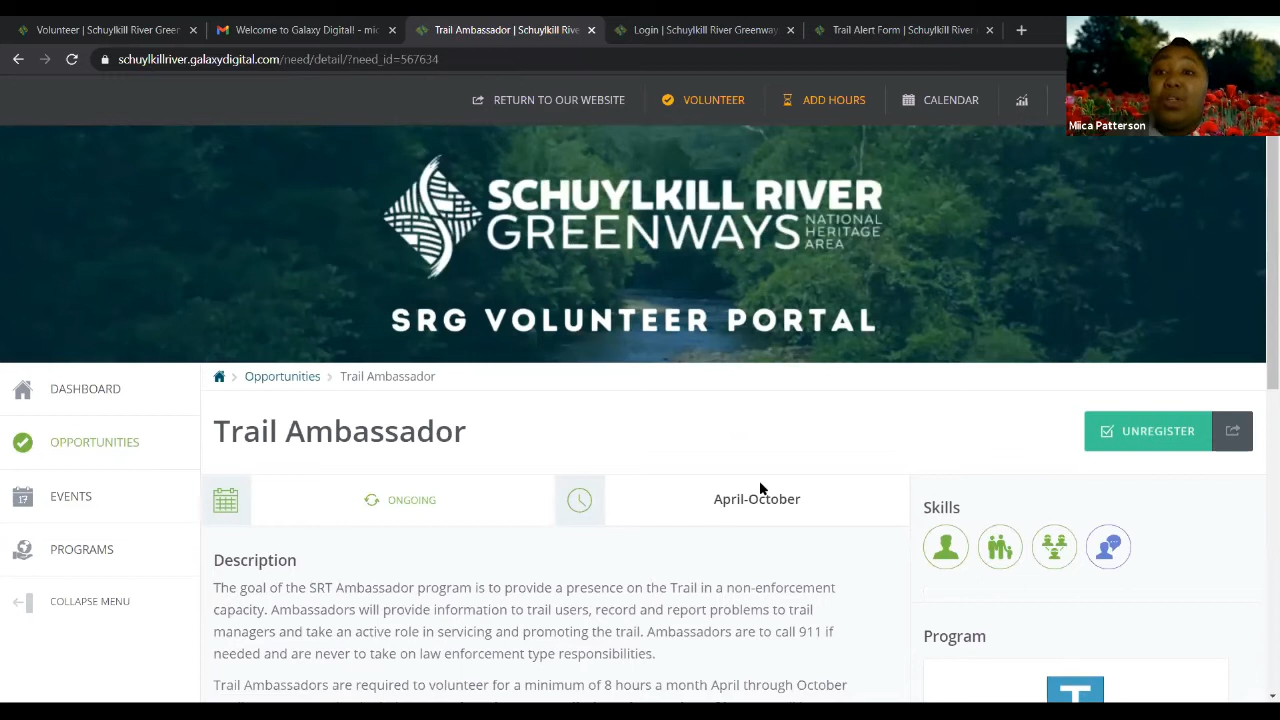 Volunteer | Schuylkill River Green
Welcome to Galaxy Digital! - mic
Trail Ambassador | Schuylkill Rive
Login | Schuylkill River Greenway
Trail Alert Form | Schuylkill River
schuylkillriver.galaxydigital.com/need/detail/?need_id=567634
RETURN TO OUR WEBSITE
VOLUNTEER
ADD HOURS
CALENDAR
Miica Patterson
SCHUYLKILL RIVER
GREENWAYS
NATIONAL
HERITAGE
AREA
SRG VOLUNTEER PORTAL
DASHBOARD
OPPORTUNITIES
EVENTS
17
PROGRAMS
COLLAPSE MENU
Opportunities > Trail Ambassador
Trail Ambassador
UNREGISTER
ONGOING
April-October
Description
The goal of the SRT Ambassador program is to provide a presence on the Trail in a non-enforcement
capacity. Ambassadors will provide information to trail users, record and report problems to trail
managers and take an active role in servicing and promoting the trail. Ambassadors are to call 911 if
needed and are never to take on law enforcement type responsibilities.
Trail Ambassadors are required to volunteer for a minimum of 8 hours a month April through October
Skills
Program
T